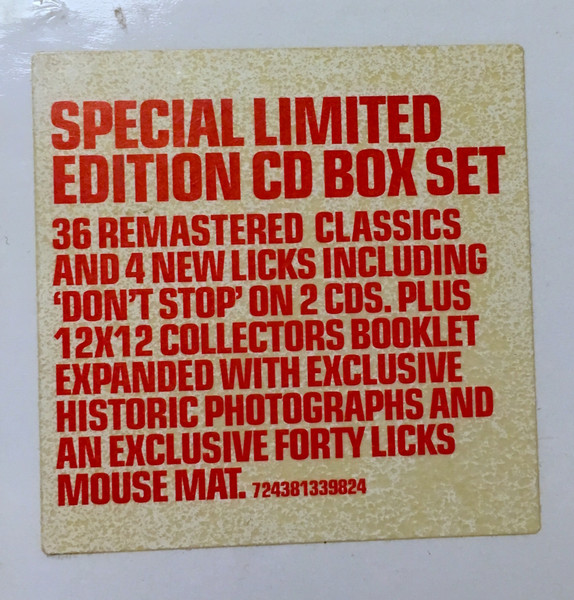 SPECIAL LIMITED
EDITION CD BOX SET
36 REMASTERED CLASSICS
AND 4 NEW LICKS INCLUDING
'DON'T STOP' ON 2 CDS. PLUS
12X12 COLLECTORS BOOKLET
EXPANDED WITH EXCLUSIVE
HISTORIC PHOTOGRAPHS AND
AN EXCLUSIVE FORTY LICKS
MOUSE MAT. 724381339824